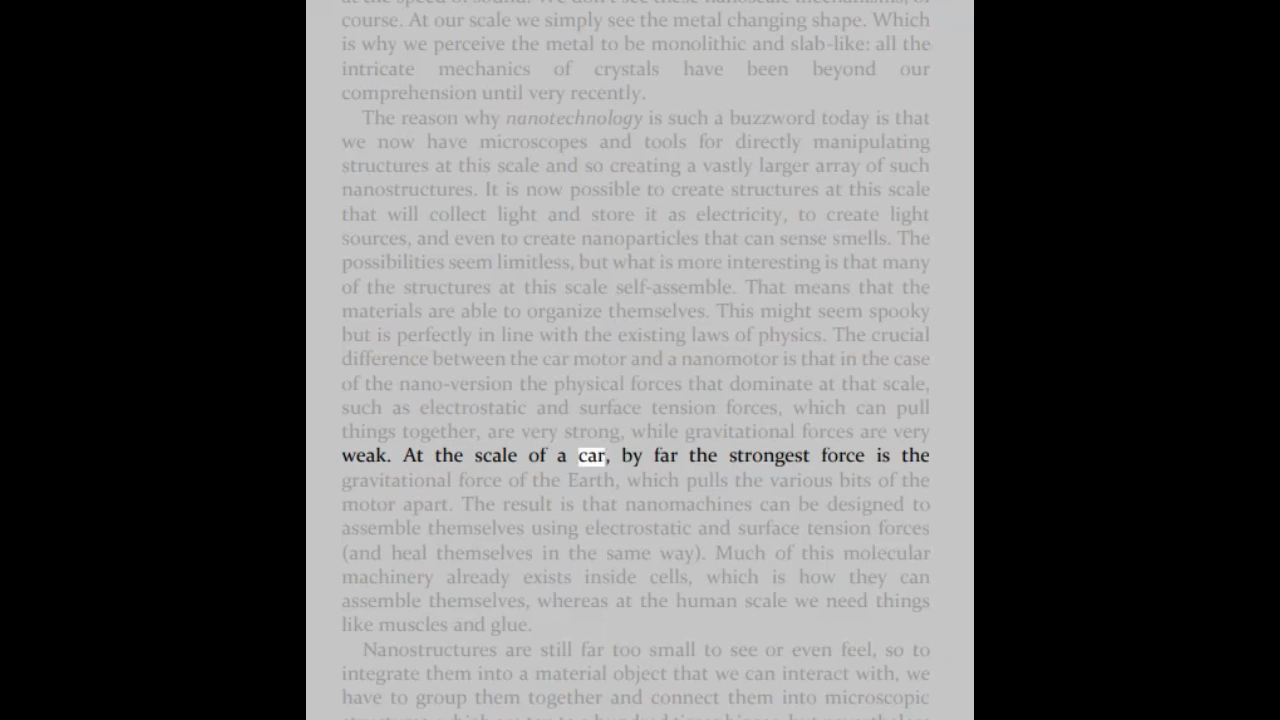 at the speed of sound. We don't see these nanoscale mechanisms, of
course. At our scale we simply see the metal changing shape. Which
is why we perceive the metal to be monolithic and slab-like: all the
intricate mechanics of crystals have been beyond our
comprehension until very recently.
The reason why nanotechnology is such a buzzword today is that
we now have microscopes and tools for directly manipulating
structures at this scale and so creating a vastly larger array of such
nanostructures. It is now possible to create structures at this scale
that will collect light and store it as electricity, to create light
sources, and even to create nanoparticles that can sense smells. The
possibilities seem limitless, but what is more interesting is that many
of the structures at this scale self-assemble. That means that the
materials are able to organize themselves. This might seem spooky
but is perfectly in line with the existing laws of physics. The crucial
difference between the car motor and a nanomotor is that in the case
of the nano-version the physical forces that dominate at that scale,
such as electrostatic and surface tension forces, which can pull
things together, are very strong, while gravitational forces are very
weak. At the scale of a car, by far the strongest force is the
gravitational force of the Earth, which pulls the various bits of the
motor apart. The result is that nanomachines can be designed to
assemble themselves using electrostatic and surface tension forces
(and heal themselves in the same way). Much of this molecular
machinery already exists inside cells, which is how they can
assemble themselves, whereas at the human scale we need things
like muscles and glue.
Nanostructures are still far too small to see or even feel, so to
integrate them into a material object that we can interact with, we
have to group them together and connect them into microscopic